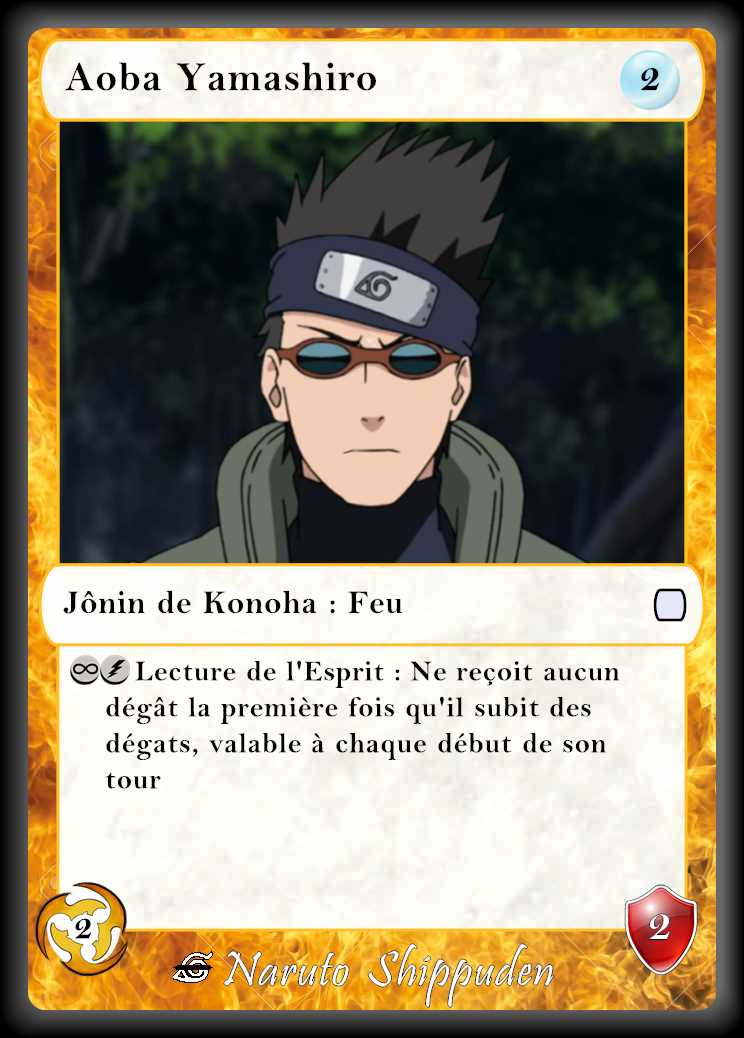 Aoba Yamashiro
2
Jônin de Konoha : Feu
Lecture de l'Esprit : Ne reçoit aucun
dégât la première fois qu'il subit des
dégats, valable à chaque début de son
tour
2
2
Naruto Shippuden